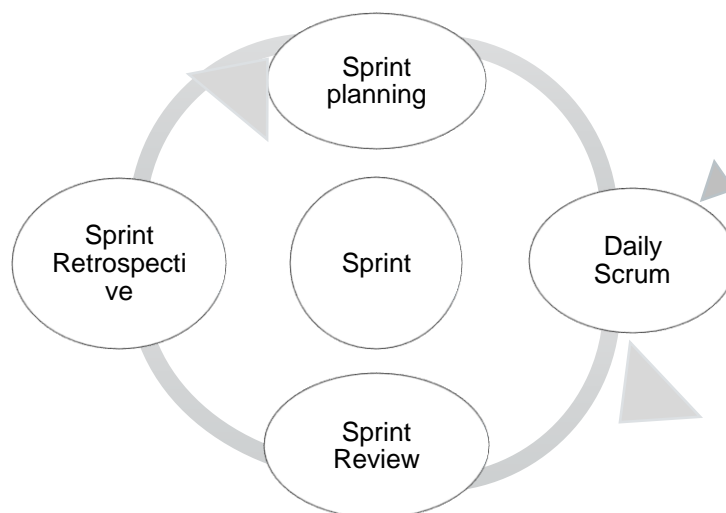 Sprint
planning
Sprint
Retrospecti
ve
Sprint
Daily
Scrum
Sprint
Review